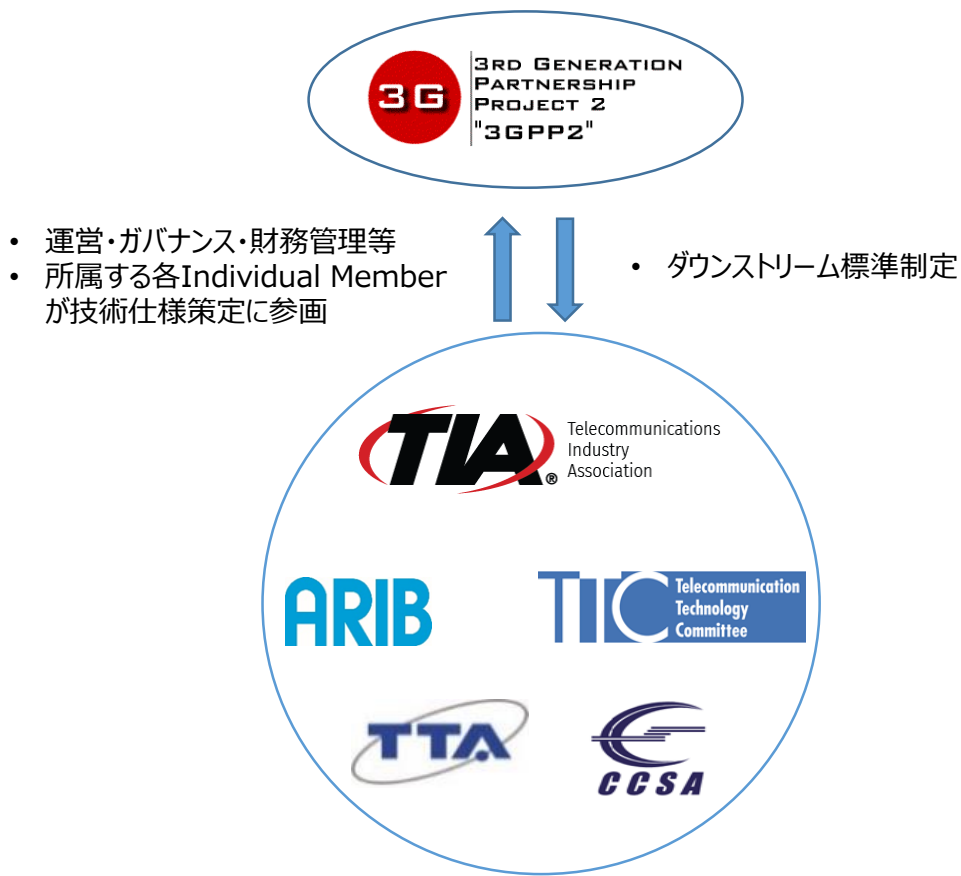 3G
3RD GENERATION
PARTNERSHIP
PROJECT 2
"3GPP2"
• 運営・ガバナンス・財務管理等
• 所属する各Individual Member
が技術仕様策定に参画
• ダウンストリーム標準制定
TIA®
Telecommunications
Industry
Association
ARIB
TTC
Telecommunication
Technology
Committee
TTA
CCSA